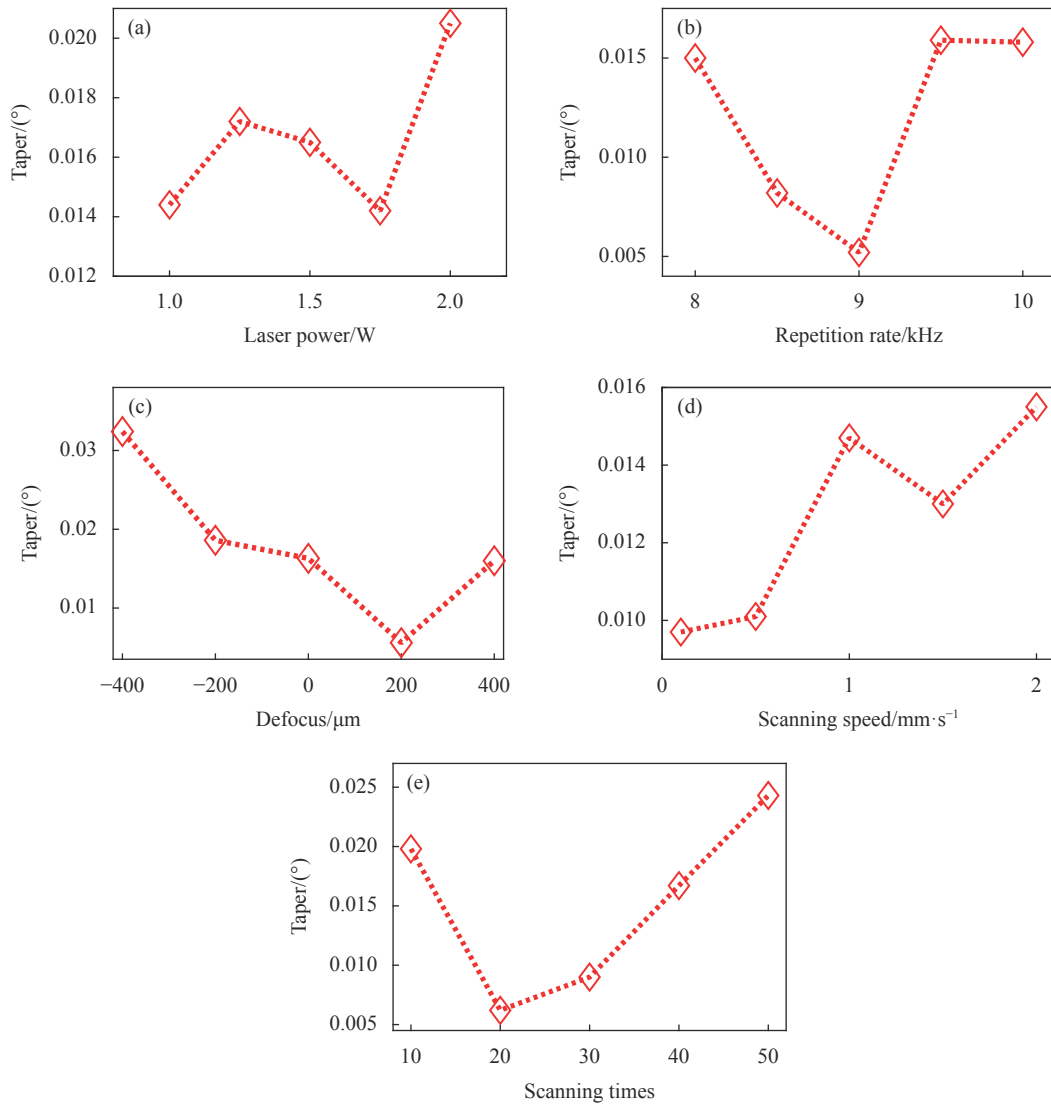 (a)
0.020
0.018
0.016
0.014
0.012
Taper/(°)
1.0 1.5 2.0
Laser power/W
(b)
0.015
0.010
0.005
Taper/(°)
8 9 10
Repetition rate/kHz
(c)
0.03
0.02
0.01
Taper/(°)
−400 −200 0 200 400
Defocus/μm
(d)
0.016
0.014
0.012
0.010
Taper/(°)
0 1 2
Scanning speed/mm·s⁻¹
(e)
0.025
0.020
0.015
0.010
0.005
Taper/(°)
10 20 30 40 50
Scanning times